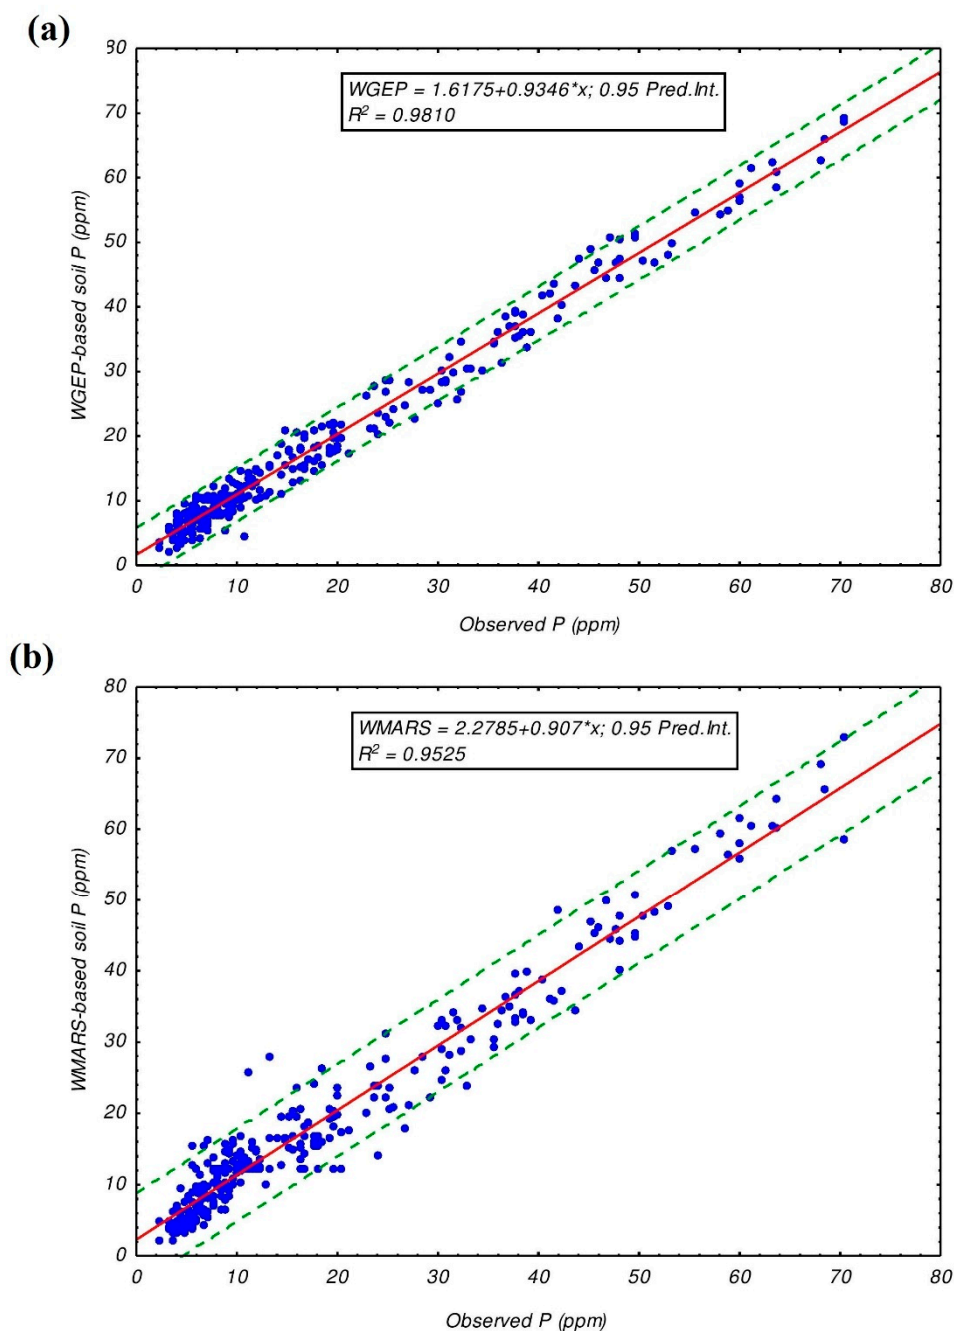 (a)
80
70
60
50
40
30
20
10
0
WGEP-based soil P (ppm)
WGEP = 1.6175+0.9346*x; 0.95 Pred.Int.
R² = 0.9810
0 10 20 30 40 50 60 70 80
Observed P (ppm)
(b)
80
70
60
50
40
30
20
10
0
WMARS-based soil P (ppm)
WMARS = 2.2785+0.907*x; 0.95 Pred.Int.
R² = 0.9525
0 10 20 30 40 50 60 70 80
Observed P (ppm)